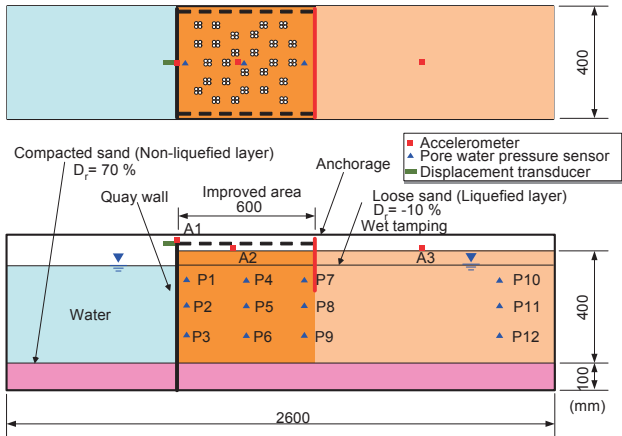 400
Accelerometer
Pore water pressure sensor
Displacement transducer
Compacted sand (Non-liquefied layer)
Dr= 70 %
Quay wall
Improved area
600
Anchorage
Loose sand (Liquefied layer)
Dr= -10 %
Wet tamping
A1
A2
A3
P1 P4 P7 P10
P2 P5 P8 P11
P3 P6 P9 P12
Water
400
100
(mm)
2600